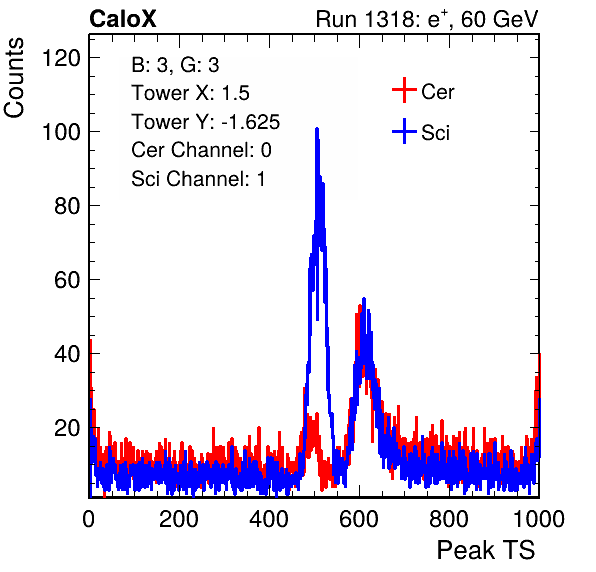 CaloX Run 1318: e⁺, 60 GeV
Counts
B: 3, G: 3
Tower X: 1.5
Tower Y: -1.625
Cer Channel: 0
Sci Channel: 1
Cer
Sci
120
100
80
60
40
20
0 200 400 600 800 1000
Peak TS